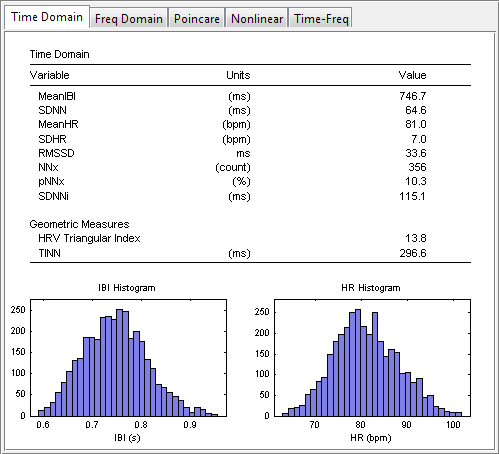 Time Domain Freq Domain Poincare Nonlinear Time-Freq
Time Domain
Variable Units Value
MeanIBI (ms) 746.7
SDNN (ms) 64.6
MeanHR (bpm) 81.0
SDHR (bpm) 7.0
RMSSD ms 33.6
NNx (count) 356
pNNx (%) 10.3
SDNNi (ms) 115.1
Geometric Measures
HRV Triangular Index 13.8
TINN (ms) 296.6
IBI Histogram HR Histogram
250 250
200 200
150 150
100 100
50 50
0 0
0.6 0.7 0.8 0.9 70 80 90 100
IBI (s) HR (bpm)